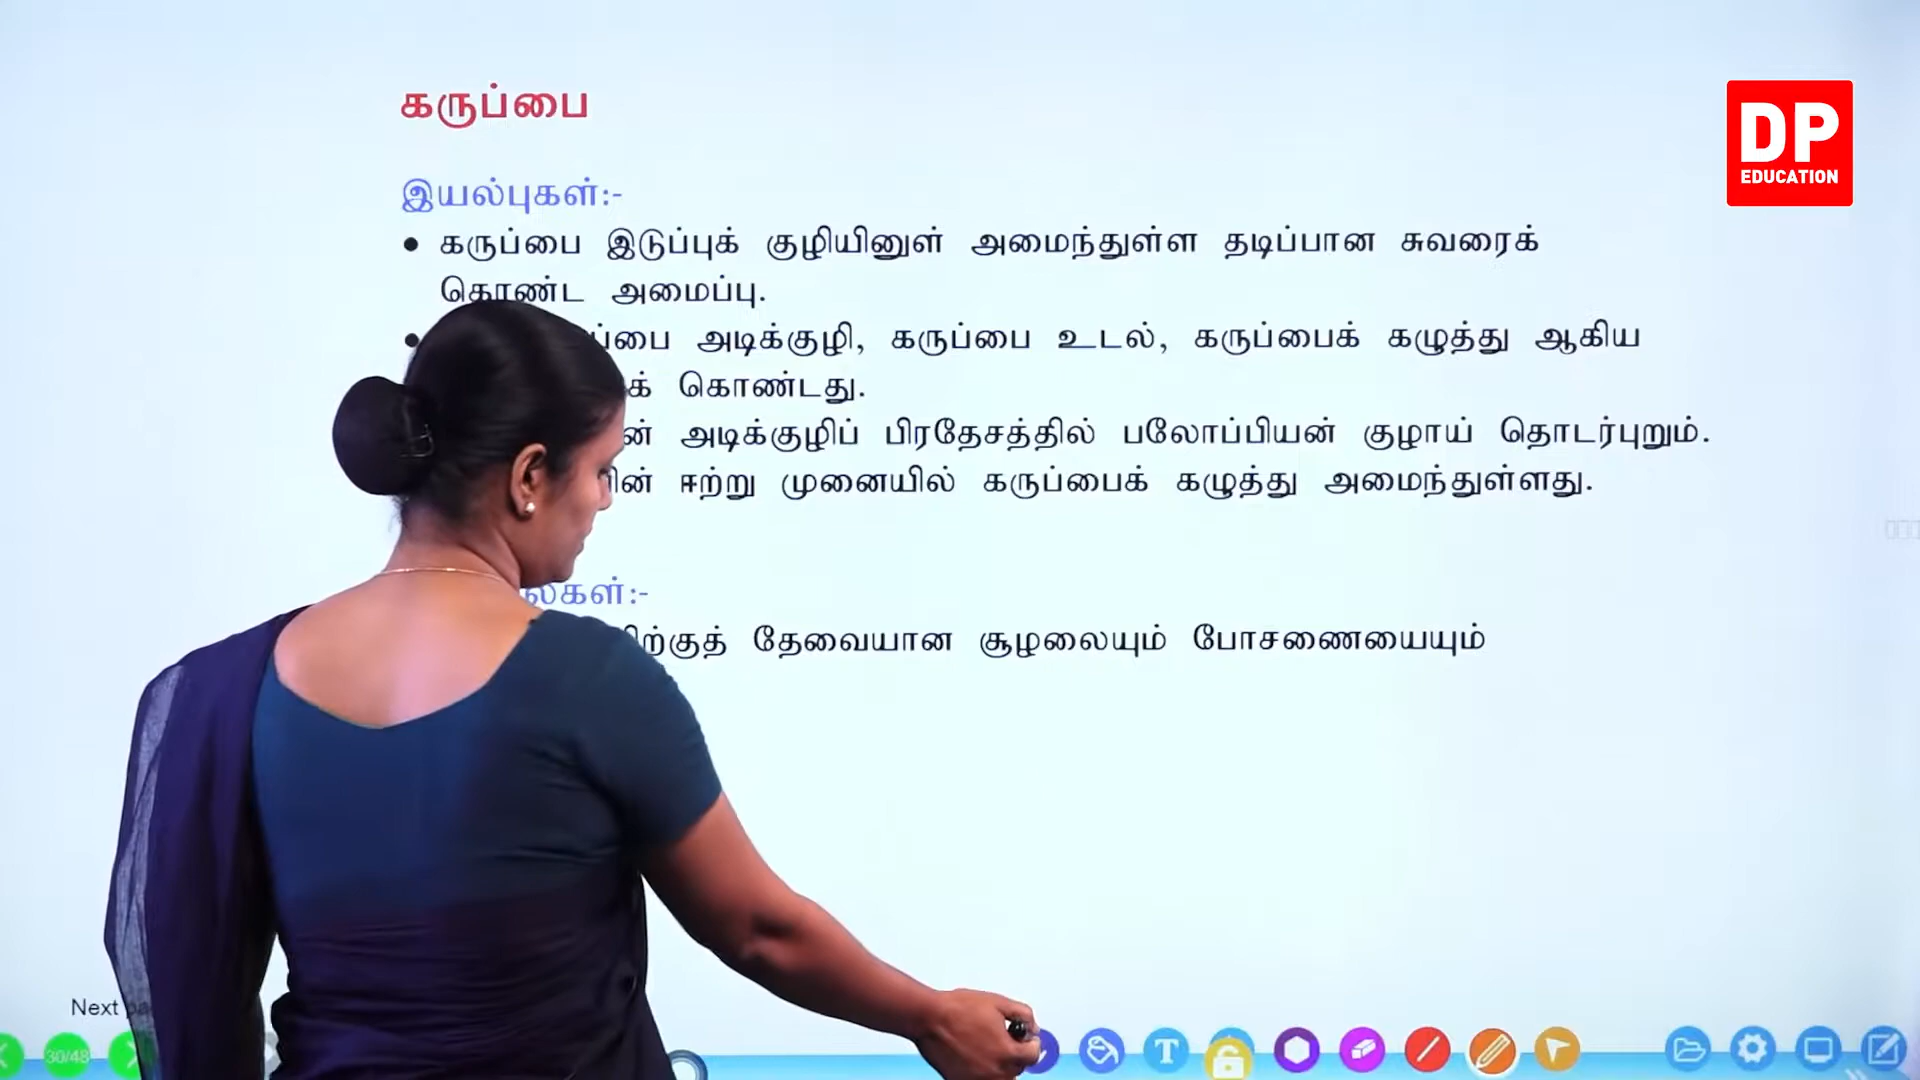 கருப்பை
DP
EDUCATION
இயல்புகள்:-
• கருப்பை இடுப்புக் குழியினுள் அமைந்துள்ள தடிப்பான சுவரைக்
கொண்ட அமைப்பு.
• அடிக்குழி, கருப்பை உடல், கருப்பைக் கழுத்து ஆகிய
கொண்டது.
அடிக்குழிப் பிரதேசத்தில் பலோப்பியன் குழாய் தொடர்புறும்.
ஈற்று முனையில் கருப்பைக் கழுத்து அமைந்துள்ளது.
தேவையான சூழலையும் போசணையையும்
Next
30/48
T